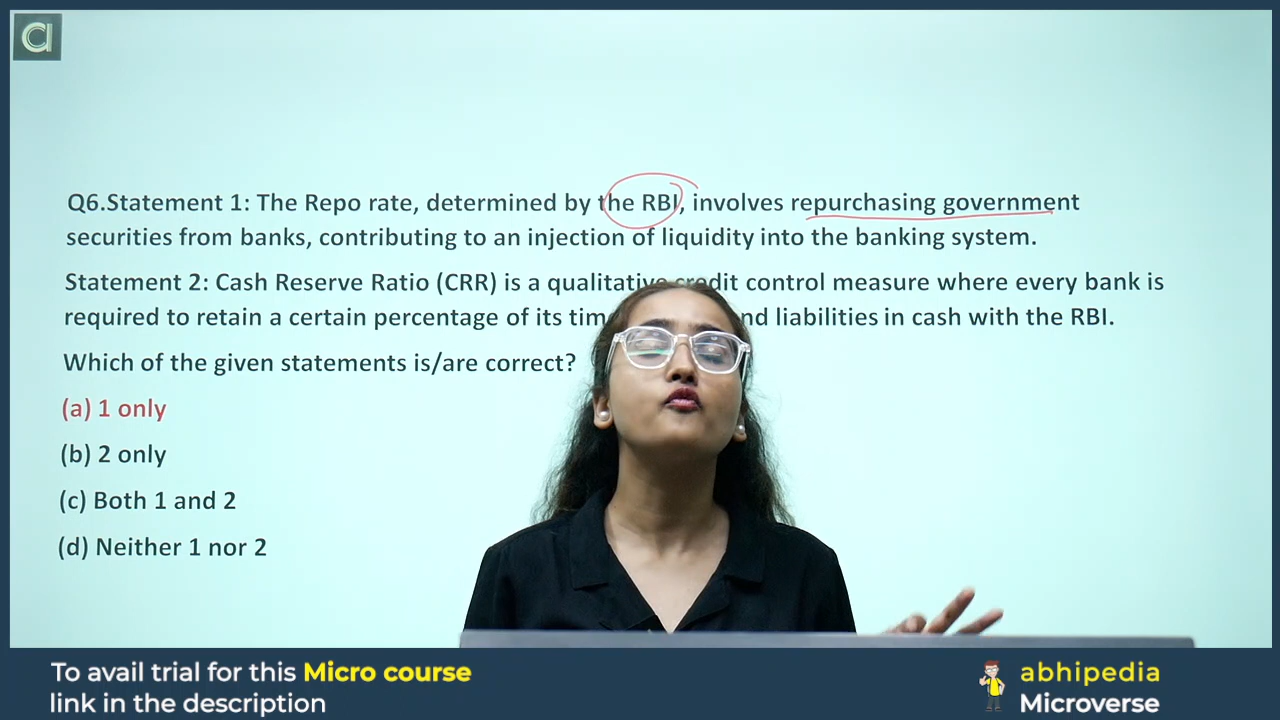 Q6.Statement 1: The Repo rate, determined by the RBI, involves repurchasing government
securities from banks, contributing to an injection of liquidity into the banking system.
Statement 2: Cash Reserve Ratio (CRR) is a qualitative credit control measure where every bank is
required to retain a certain percentage of its liabilities in cash with the RBI.
Which of the given statements is/are correct?
(a) 1 only
(b) 2 only
(c) Both 1 and 2
(d) Neither 1 nor 2
To avail trial for this Micro course
link in the description
abhipedia
Microverse